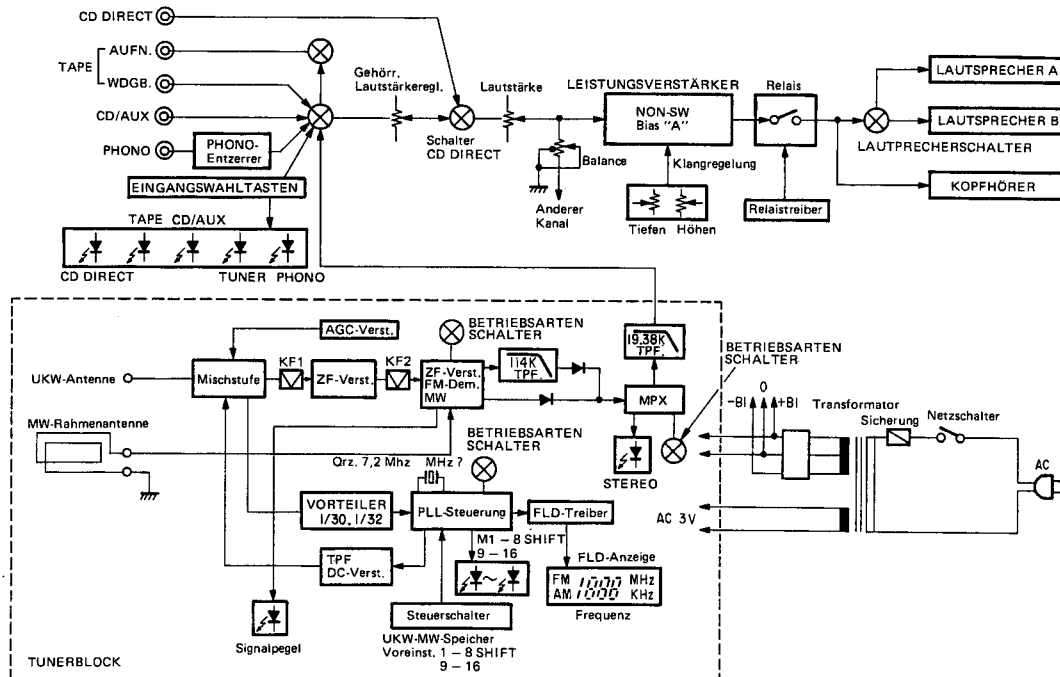 CD DIRECT
AUFN.
TAPE
WDGB.
CD/AUX
PHONO
PHONO-
Entzerrer
EINGANGSWAHLTASTEN
TAPE CD/AUX
CD DIRECT
TUNER PHONO
Gehörr.
Lautstärkeregl.
Schalter
CD DIRECT
Lautstärke
Balance
Anderer
Kanal
LEISTUNGSVERSTÄRKER
NON-SW
Bias "A"
Klangregelung
Tiefen Höhen
Relais
Relaistreiber
LAUTSPRECHER A
LAUTSPRECHER B
LAUTPRECHERSCHALTER
KOPFHÖRER
AGC-Verst.
UKW-Antenne
Mischstufe
KF1
ZF-Verst.
KF2
BETRIEBSARTEN
SCHALTER
ZF-Verst.
FM-Dem.
MW
114K
TPF.
19,38K
TPF.
BETRIEBSARTEN
SCHALTER
MPX
STEREO
MW-Rahmenantenne
BETRIEBSARTEN
SCHALTER
Qrz. 7,2 Mhz
MHz ?
VORTEILER
1/30, 1/32
PLL-Steuerung
FLD-Treiber
M1 – 8 SHIFT
9 – 16
TPF
DC-Verst.
FLD-Anzeige
FM 1000 MHz
AM 1000 KHz
Frequenz
Signalpegel
Steuerschalter
UKW-MW-Speicher
Voreinst. 1 – 8 SHIFT
9 – 16
TUNERBLOCK
0
-BI +BI
Transformator
Sicherung
Netzschalter
AC
AC 3V